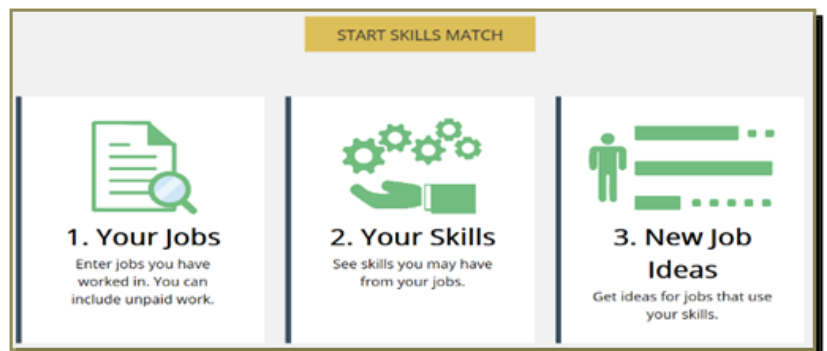 START SKILLS MATCH
1. Your Jobs
Enter jobs you have
worked in. You can
include unpaid work.
2. Your Skills
See skills you may have
from your jobs.
3. New Job
Ideas
Get ideas for jobs that use
your skills.